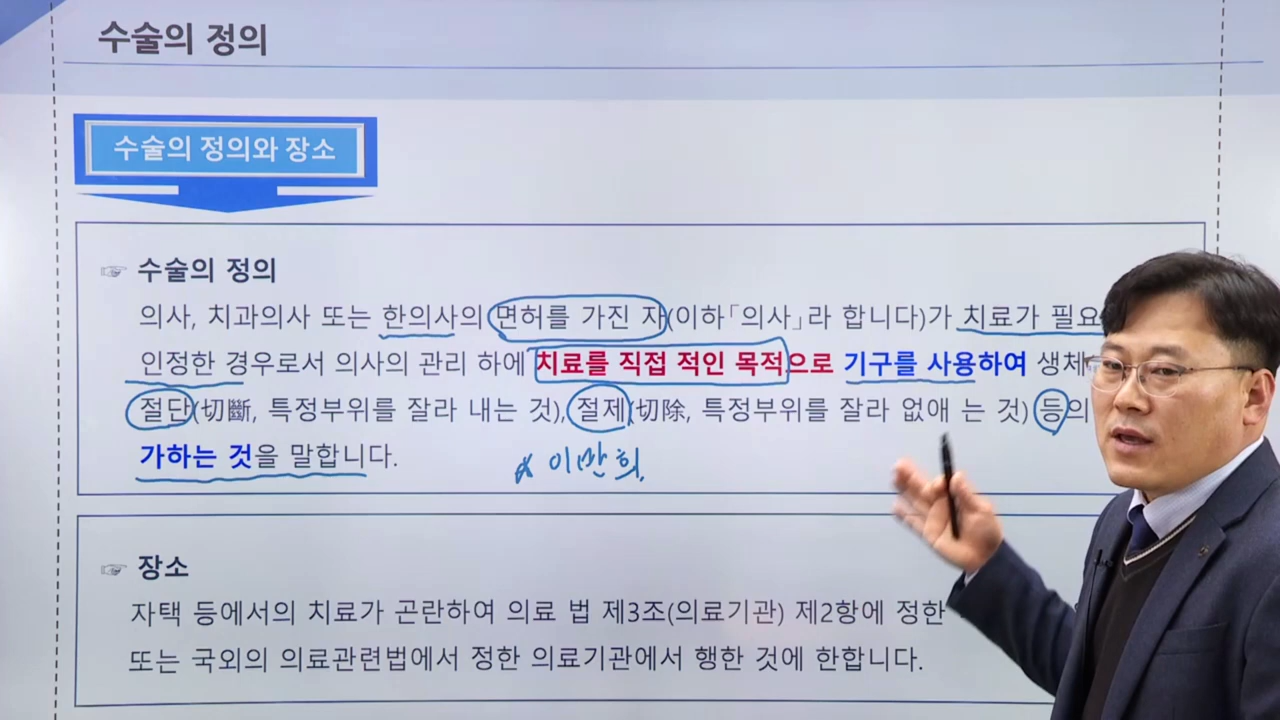 수술의 정의
수술의 정의와 장소
☞ 수술의 정의
의사, 치과의사 또는 한의사의 면허를 가진 자(이하「의사」라 합니다)가 치료가 필요
인정한 경우로서 의사의 관리 하에 치료를 직접 적인 목적으로 기구를 사용하여 생체
절단(切斷, 특정부위를 잘라 내는 것), 절제(切除, 특정부위를 잘라 없애 는 것) 등의
가하는 것을 말합니다.
이만희.
☞ 장소
자택 등에서의 치료가 곤란하여 의료 법 제3조(의료기관) 제2항에 정한
또는 국외의 의료관련법에서 정한 의료기관에서 행한 것에 한합니다.